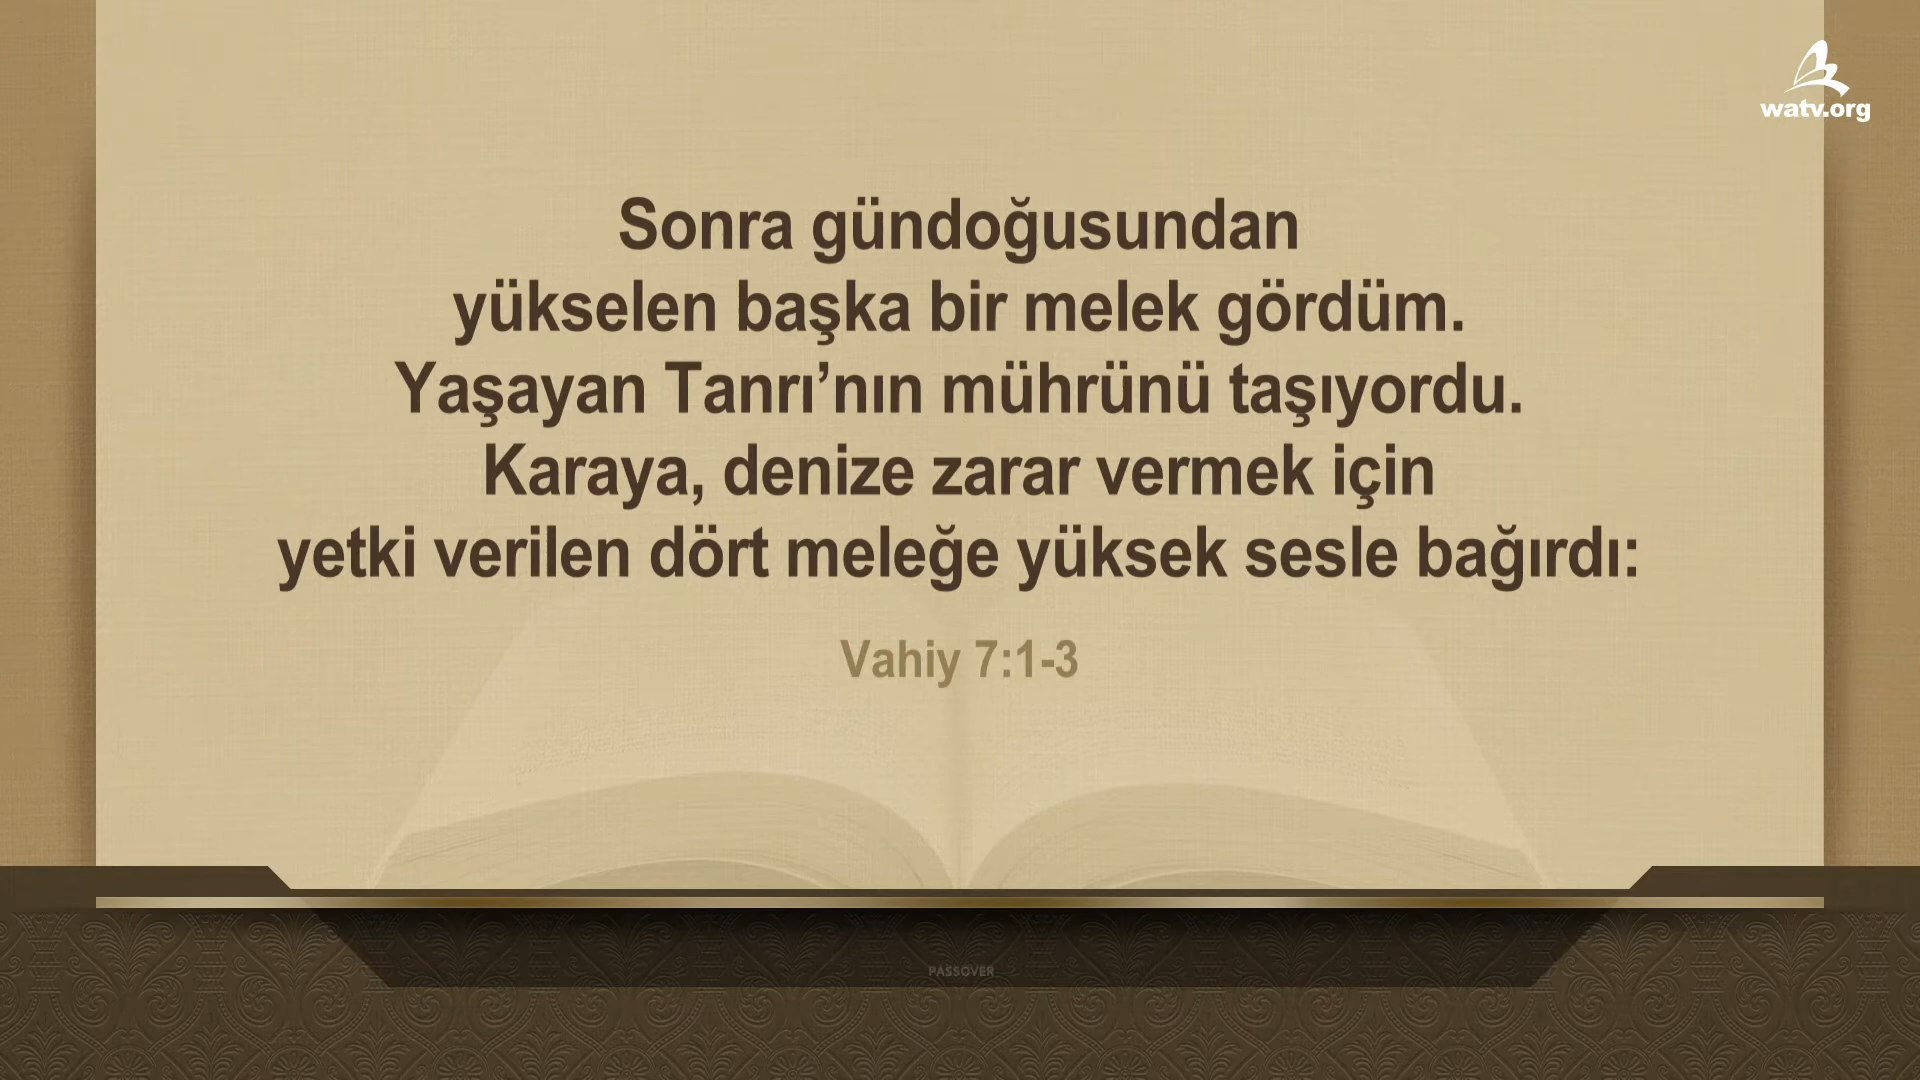 watv.org
Sonra gündoğusundan
yükselen başka bir melek gördüm.
Yaşayan Tanrı’nın mührünü taşıyordu.
Karaya, denize zarar vermek için
yetki verilen dört meleğe yüksek sesle bağırdı:
Vahiy 7:1-3
PASSOVER